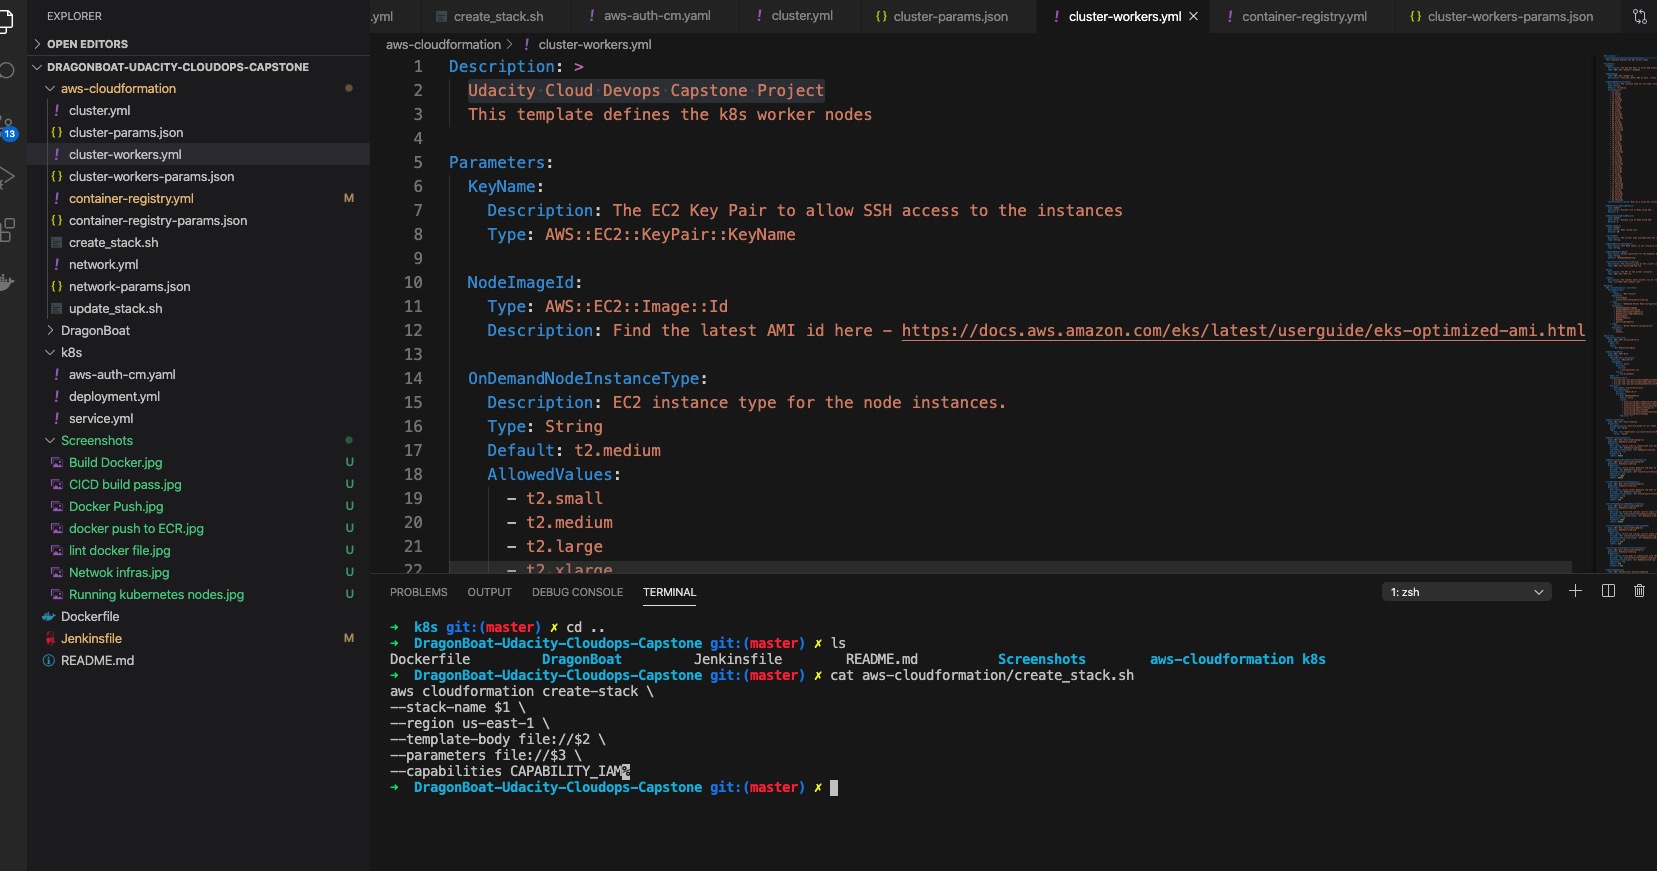 EXPLORER
.yml create_stack.sh ! aws-auth-cm.yaml ! cluster.yml {} cluster-params.json ! cluster-workers.yml × ! container-registry.yml {} cluster-workers-params.json
OPEN EDITORS
DRAGONBOAT-UDACITY-CLOUDOPS-CAPSTONE
aws-cloudformation
! cluster.yml
{} cluster-params.json
! cluster-workers.yml
{} cluster-workers-params.json
! container-registry.yml M
{} container-registry-params.json
create_stack.sh
! network.yml
{} network-params.json
update_stack.sh
DragonBoat
k8s
! aws-auth-cm.yaml
! deployment.yml
! service.yml
Screenshots
Build Docker.jpg U
CICD build pass.jpg U
Docker Push.jpg U
docker push to ECR.jpg U
lint docker file.jpg U
Netwok infras.jpg U
Running kubernetes nodes.jpg U
Dockerfile
Jenkinsfile M
README.md
13
aws-cloudformation > ! cluster-workers.yml
1 Description: >
2 Udacity Cloud Devops Capstone Project
3 This template defines the k8s worker nodes
4
5 Parameters:
6 KeyName:
7 Description: The EC2 Key Pair to allow SSH access to the instances
8 Type: AWS::EC2::KeyPair::KeyName
9
10 NodeImageId:
11 Type: AWS::EC2::Image::Id
12 Description: Find the latest AMI id here - https://docs.aws.amazon.com/eks/latest/userguide/eks-optimized-ami.html
13
14 OnDemandNodeInstanceType:
15 Description: EC2 instance type for the node instances.
16 Type: String
17 Default: t2.medium
18 AllowedValues:
19 - t2.small
20 - t2.medium
21 - t2.large
22 - t2.xlarge
PROBLEMS OUTPUT DEBUG CONSOLE TERMINAL 1: zsh
➜ k8s git:(master) ✗ cd ..
➜ DragonBoat-Udacity-Cloudops-Capstone git:(master) ✗ ls
Dockerfile DragonBoat Jenkinsfile README.md Screenshots aws-cloudformation k8s
➜ DragonBoat-Udacity-Cloudops-Capstone git:(master) ✗ cat aws-cloudformation/create_stack.sh
aws cloudformation create-stack \
--stack-name $1 \
--region us-east-1 \
--template-body file://$2 \
--parameters file://$3 \
--capabilities CAPABILITY_IAM%
➜ DragonBoat-Udacity-Cloudops-Capstone git:(master) ✗